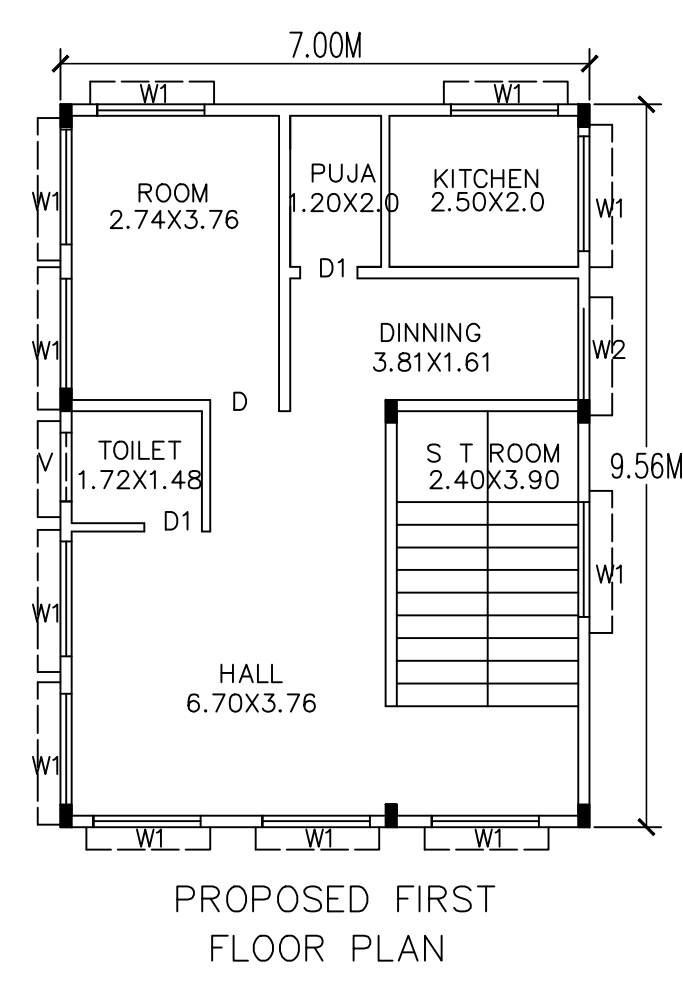 7.00M
W1
W1
ROOM
2.74X3.76
PUJA
1.20X2.0
KITCHEN
2.50X2.0
W1
W1
D1
DINNING
3.81X1.61
W1
W2
D
TOILET
1.72X1.48
V
S T ROOM
2.40X3.90
9.56M
D1
W1
W1
HALL
6.70X3.76
W1
W1
W1
W1
PROPOSED FIRST
FLOOR PLAN